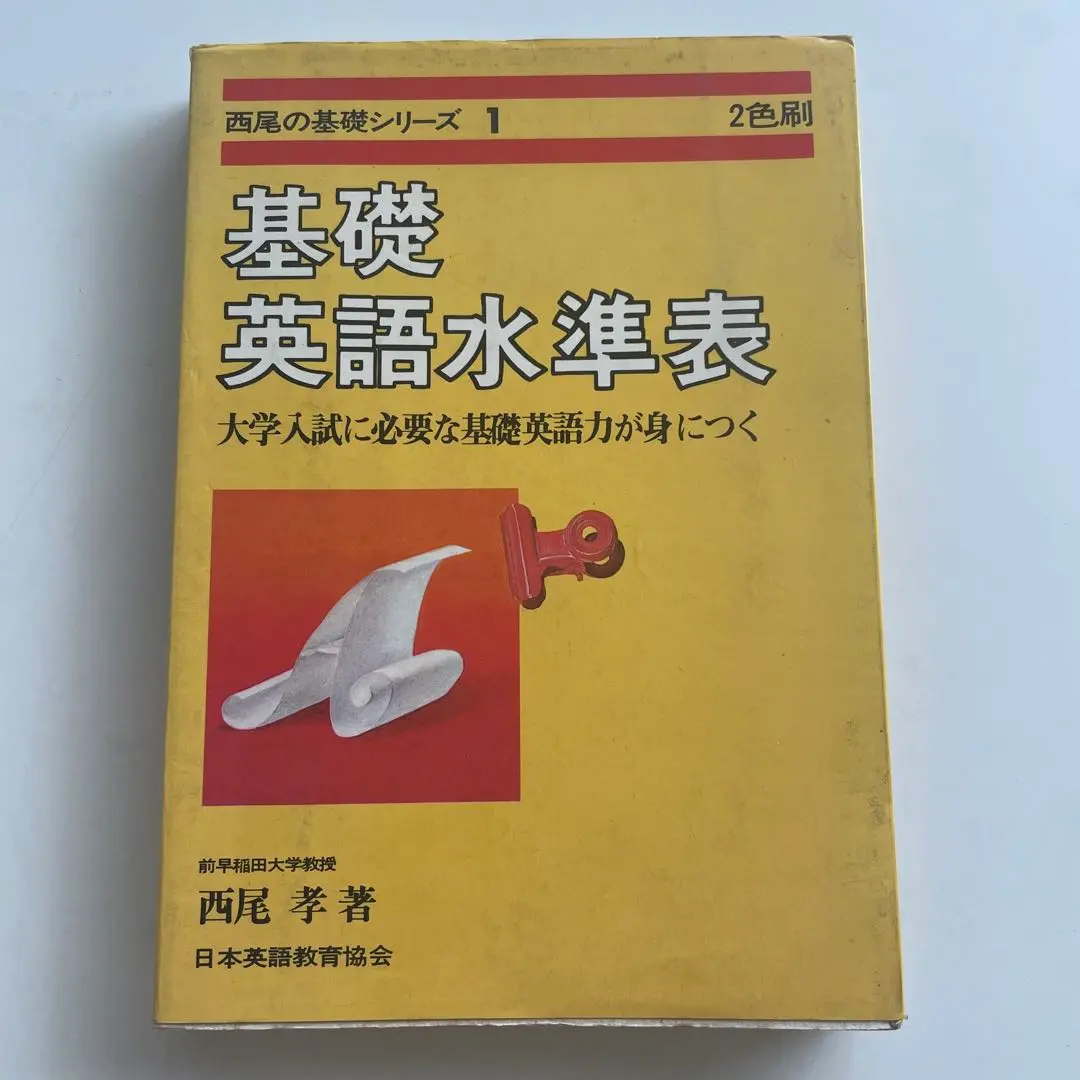 西尾の基礎シリーズ 1 2色刷
基礎
英語水準表
大学入試に必要な基礎英語力が身につく
前早稲田大学教授
西尾 孝 著
日本英語教育協会